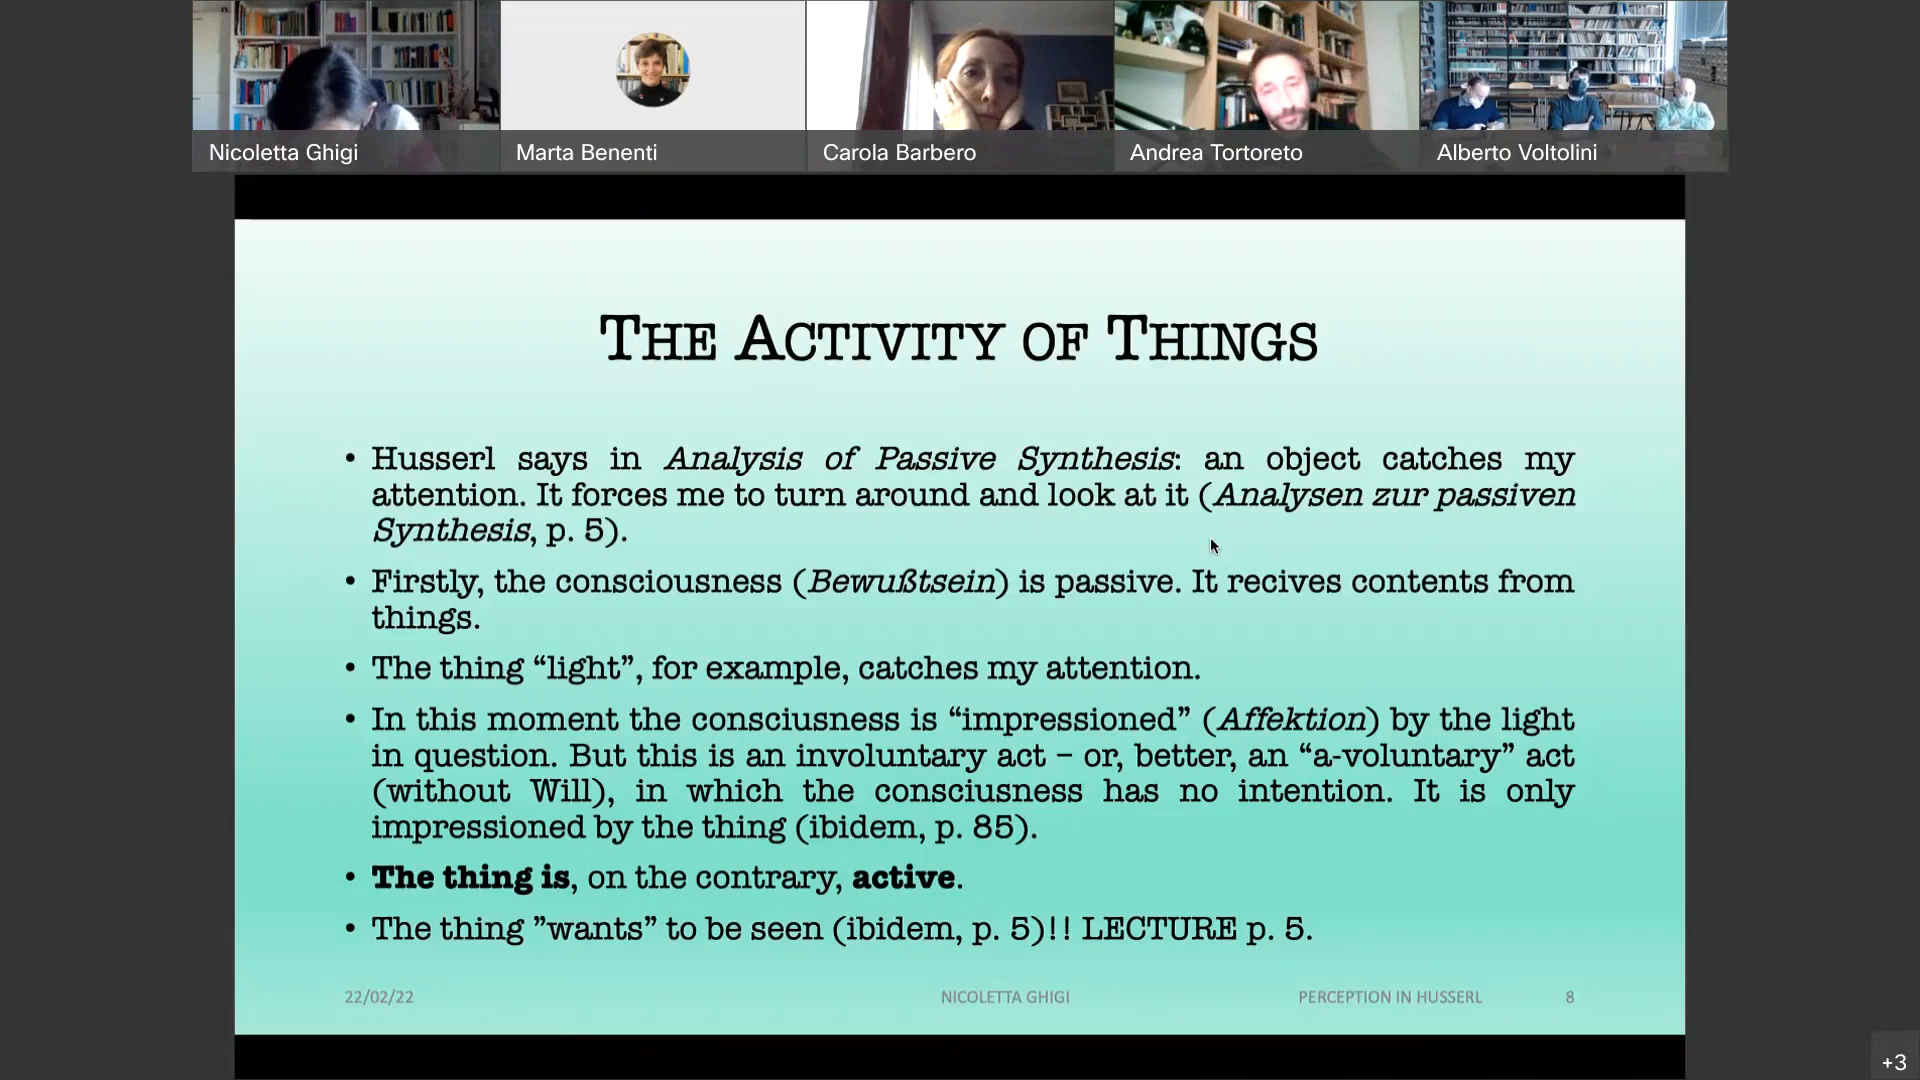 Nicoletta Ghigi
Marta Benenti
Carola Barbero
Andrea Tortoreto
Alberto Voltolini
THE ACTIVITY OF THINGS
• Husserl says in Analysis of Passive Synthesis: an object catches my
attention. It forces me to turn around and look at it (Analysen zur passiven
Synthesis, p. 5).
• Firstly, the consciousness (Bewußtsein) is passive. It recives contents from
things.
• The thing “light”, for example, catches my attention.
• In this moment the consciusness is “impressioned” (Affektion) by the light
in question. But this is an involuntary act – or, better, an “a-voluntary” act
(without Will), in which the consciusness has no intention. It is only
impressioned by the thing (ibidem, p. 85).
• The thing is, on the contrary, active.
• The thing ”wants” to be seen (ibidem, p. 5)!! LECTURE p. 5.
22/02/22
NICOLETTA GHIGI
PERCEPTION IN HUSSERL
8
+3